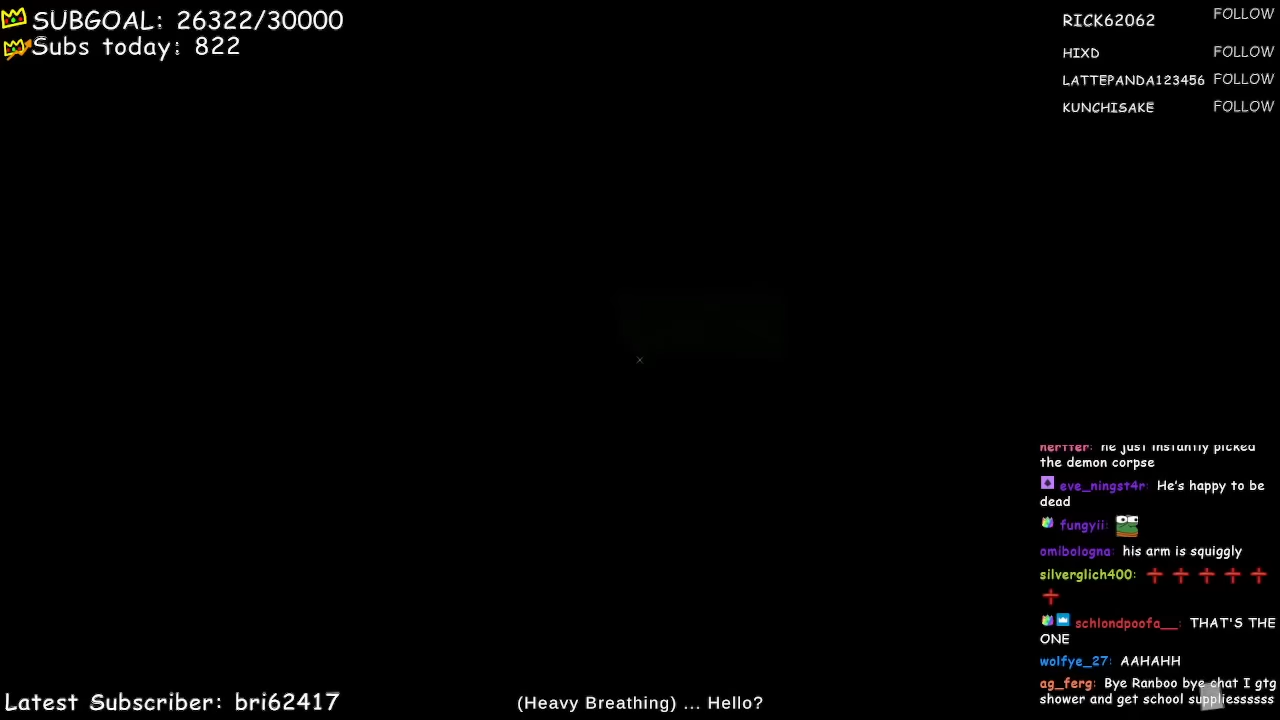 SUBGOAL: 26322/30000
Subs today: 822
RICK62062 FOLLOW
HIXD FOLLOW
LATTEPANDA123456 FOLLOW
KUNCHISAKE FOLLOW
herffer: he just instantly picked
the demon corpse
eve_ningst4r: He's happy to be
dead
fungyii:
omibologna: his arm is squiggly
silverglich400:
schlondpoofa__: THAT'S THE
ONE
wolfye_27: AAHAHH
ag_ferg: Bye Ranboo bye chat I gtg
shower and get school suppliesssss
Latest Subscriber: bri62417
(Heavy Breathing) ... Hello?